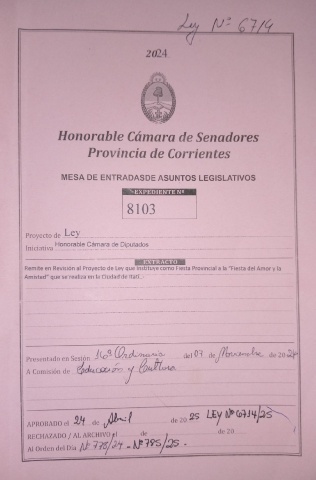 Ley Nº 6714
2024
Honorable Cámara de Senadores
Provincia de Corrientes
MESA DE ENTRADASDE ASUNTOS LEGISLATIVOS
EXPEDIENTE Nº
8103
Proyecto de Ley
Iniciativa Honorable Cámara de Diputados
EXTRACTO
Remite en Revisión al Proyecto de Ley que instituye como Fiesta Provincial a la "Fiesta del Amor y la
Amistad" que se realiza en la Ciudad de Itatí.-
Presentado en Sesión 16º Ordinaria del 07 de Noviembre de 2024
A Comisión de Educación y Cultura
APROBADO el 24 de Abril de 2025 LEY Nº 6714/25
RECHAZADO / AL ARCHIVO el de de 20
Al Orden del Día Nº 778/24 - Nº 785/25-